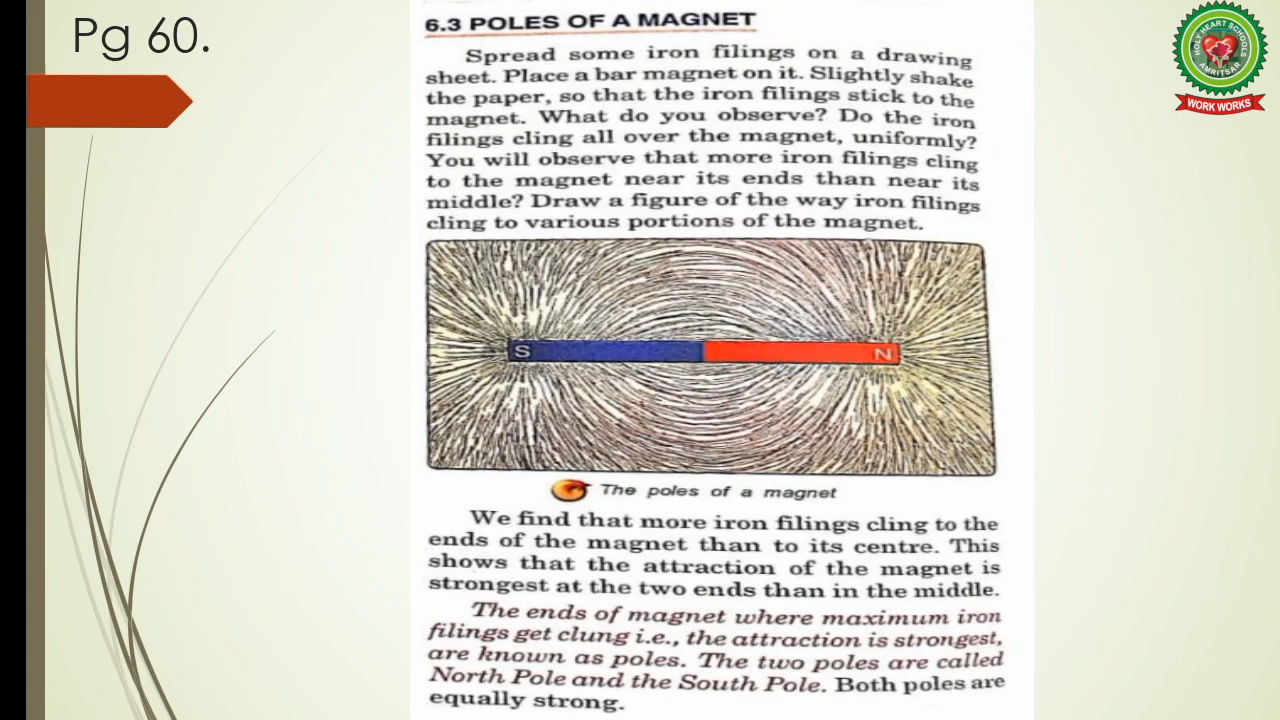 Pg 60.
HOLY HEART SCHOOLS
AMRITSAR
WORK WORKS
6.3 POLES OF A MAGNET
Spread some iron filings on a drawing
sheet. Place a bar magnet on it. Slightly shake
the paper, so that the iron filings stick to the
magnet. What do you observe? Do the iron
filings cling all over the magnet, uniformly?
You will observe that more iron filings cling
to the magnet near its ends than near its
middle? Draw a figure of the way iron filings
cling to various portions of the magnet.
S N
The poles of a magnet
We find that more iron filings cling to the
ends of the magnet than to its centre. This
shows that the attraction of the magnet is
strongest at the two ends than in the middle.
The ends of magnet where maximum iron
filings get clung i.e., the attraction is strongest,
are known as poles. The two poles are called
North Pole and the South Pole. Both poles are
equally strong.